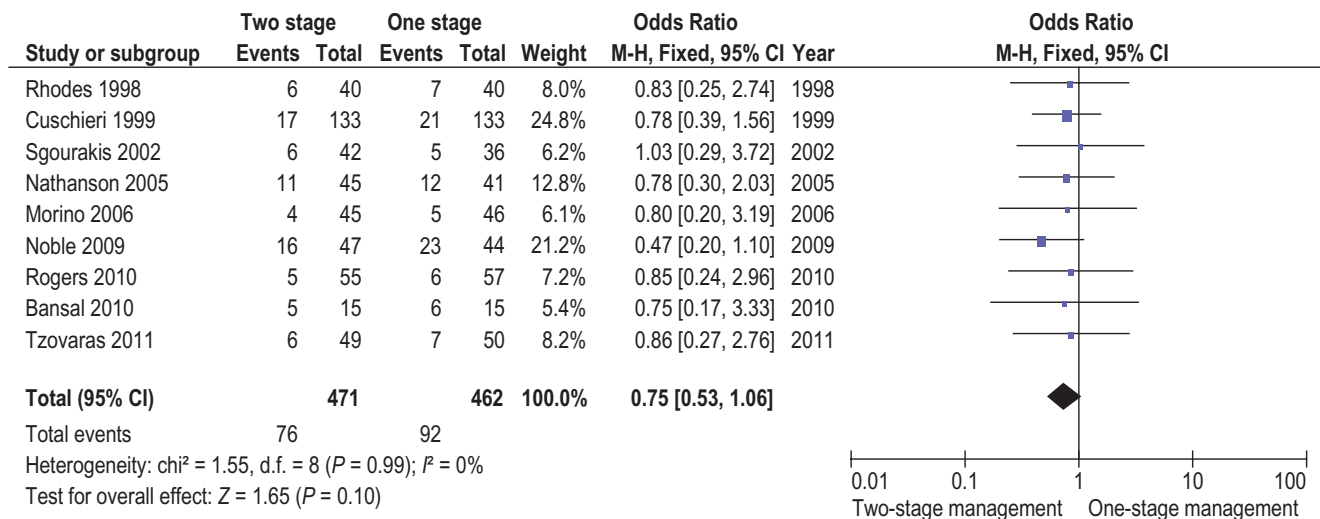 Two stage One stage Odds Ratio Odds Ratio
Study or subgroup Events Total Events Total Weight M-H, Fixed, 95% CI Year M-H, Fixed, 95% CI
Rhodes 1998 6 40 7 40 8.0% 0.83 [0.25, 2.74] 1998
Cuschieri 1999 17 133 21 133 24.8% 0.78 [0.39, 1.56] 1999
Sgourakis 2002 6 42 5 36 6.2% 1.03 [0.29, 3.72] 2002
Nathanson 2005 11 45 12 41 12.8% 0.78 [0.30, 2.03] 2005
Morino 2006 4 45 5 46 6.1% 0.80 [0.20, 3.19] 2006
Noble 2009 16 47 23 44 21.2% 0.47 [0.20, 1.10] 2009
Rogers 2010 5 55 6 57 7.2% 0.85 [0.24, 2.96] 2010
Bansal 2010 5 15 6 15 5.4% 0.75 [0.17, 3.33] 2010
Tzovaras 2011 6 49 7 50 8.2% 0.86 [0.27, 2.76] 2011
Total (95% CI) 471 462 100.0% 0.75 [0.53, 1.06]
Total events 76 92
Heterogeneity: chi² = 1.55, d.f. = 8 (P = 0.99); I² = 0%
Test for overall effect: Z = 1.65 (P = 0.10)
0.01 0.1 1 10 100
Two-stage management One-stage management